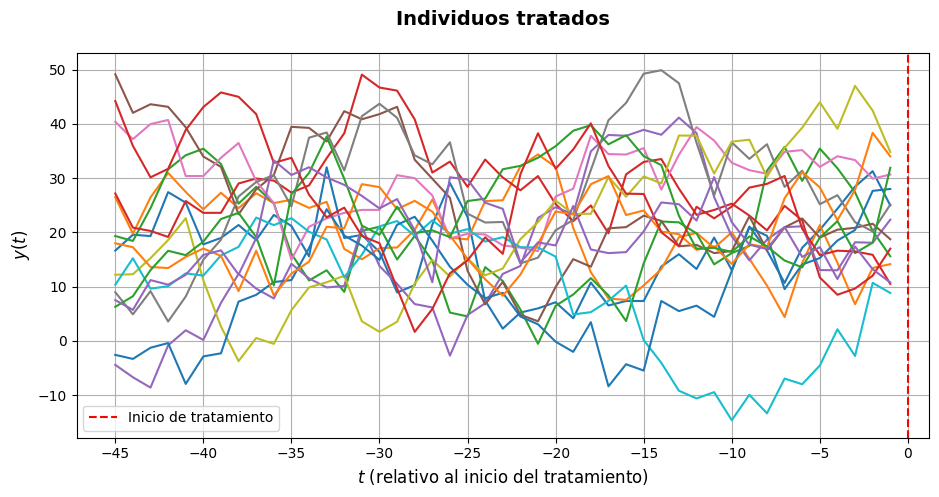 Individuos tratados
y(t)
50
40
30
20
10
0
−10
Inicio de tratamiento
−45 −40 −35 −30 −25 −20 −15 −10 −5 0
t (relativo al inicio del tratamiento)